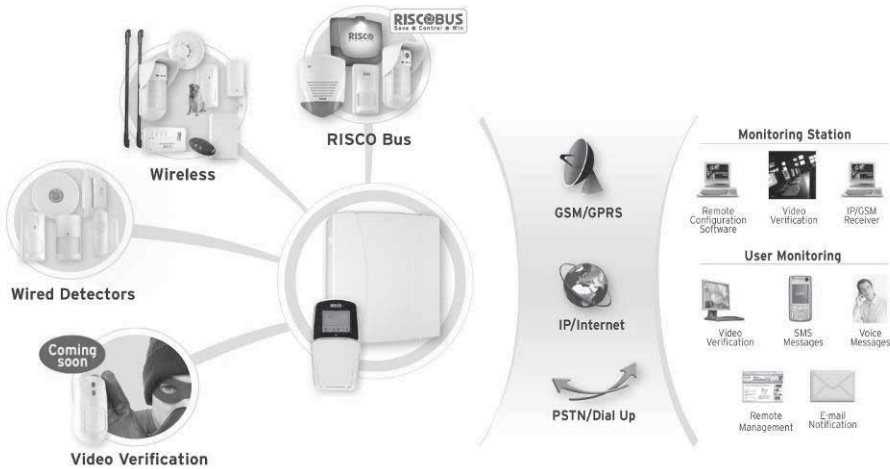 RISCOBUS
Save Control Win
RISCO
RISCO Bus
Wireless
Wired Detectors
Coming
soon
Video Verification
GSM/GPRS
IP/Internet
PSTN/Dial Up
Monitoring Station
Remote
Configuration
Software
Video
Verification
IP/GSM
Receiver
User Monitoring
Video
Verification
SMS
Messages
Voice
Messages
Remote
Management
E-mail
Notification